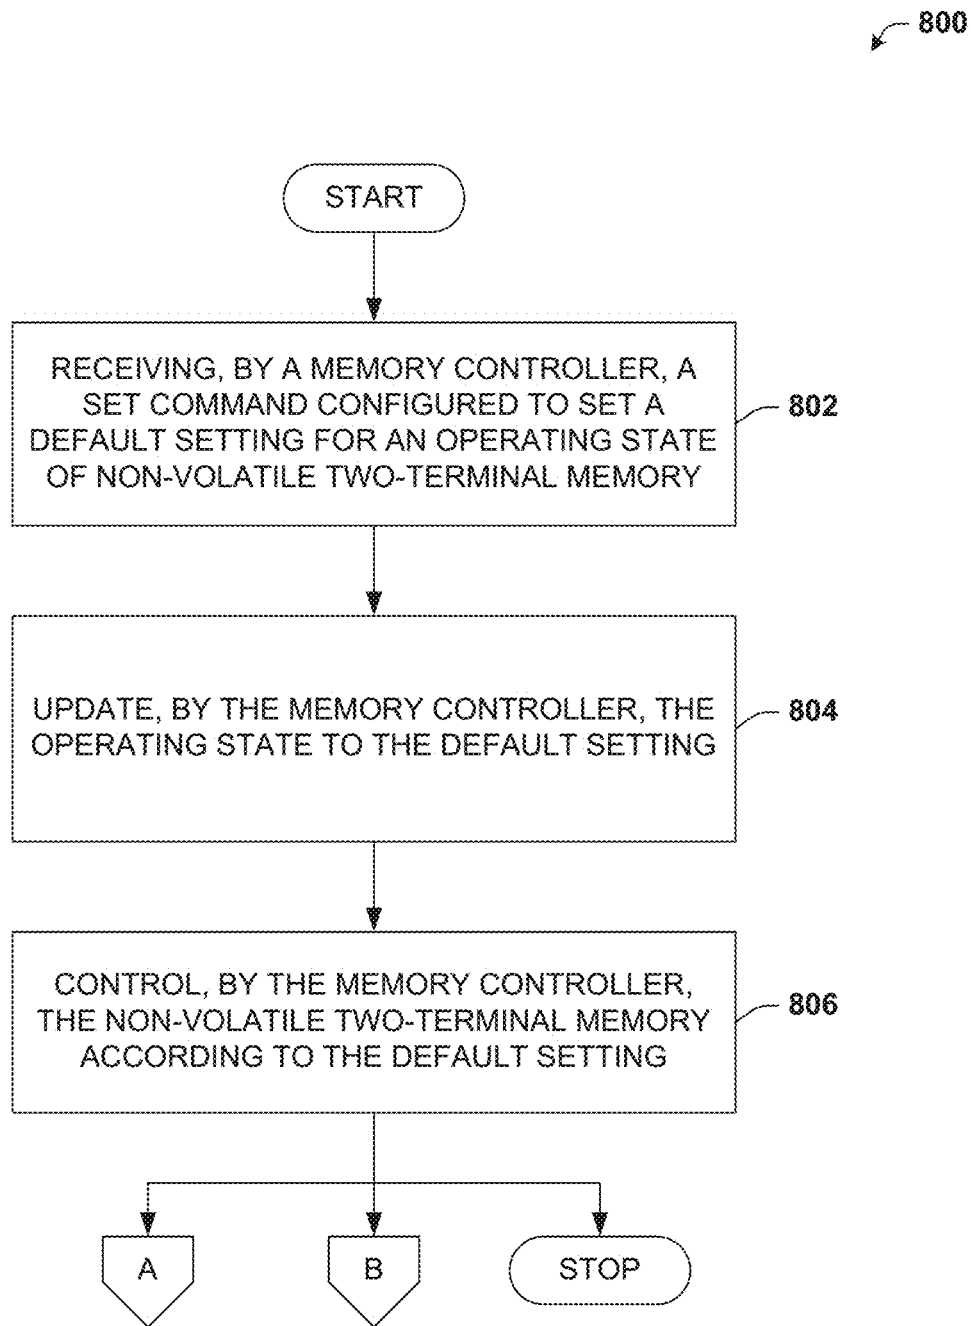 800
START
RECEIVING, BY A MEMORY CONTROLLER, A
SET COMMAND CONFIGURED TO SET A
DEFAULT SETTING FOR AN OPERATING STATE
OF NON-VOLATILE TWO-TERMINAL MEMORY
802
UPDATE, BY THE MEMORY CONTROLLER, THE
OPERATING STATE TO THE DEFAULT SETTING
804
CONTROL, BY THE MEMORY CONTROLLER,
THE NON-VOLATILE TWO-TERMINAL MEMORY
ACCORDING TO THE DEFAULT SETTING
806
A
B
STOP